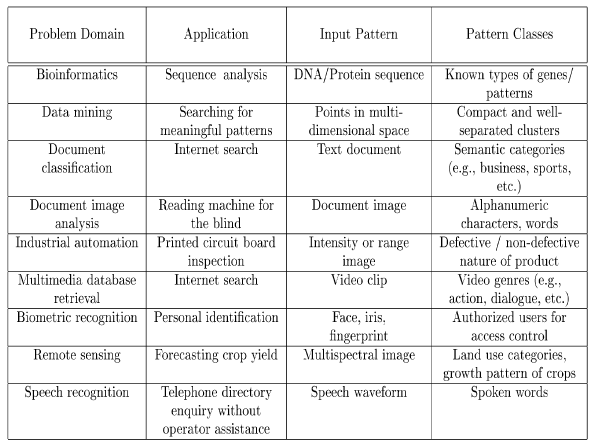 Problem Domain Application Input Pattern Pattern Classes
Bioinformatics Sequence analysis DNA/Protein sequence Known types of genes/
patterns
Data mining Searching for Points in multi- Compact and well-
meaningful patterns dimensional space separated clusters
Document Internet search Text document Semantic categories
classification (e.g., business, sports,
etc.)
Document image Reading machine for Document image Alphanumeric
analysis the blind characters, words
Industrial automation Printed circuit board Intensity or range Defective / non-defective
inspection image nature of product
Multimedia database Internet search Video clip Video genres (e.g.,
retrieval action, dialogue, etc.)
Biometric recognition Personal identification Face, iris, Authorized users for
fingerprint access control
Remote sensing Forecasting crop yield Multispectral image Land use categories,
growth pattern of crops
Speech recognition Telephone directory Speech waveform Spoken words
enquiry without
operator assistance